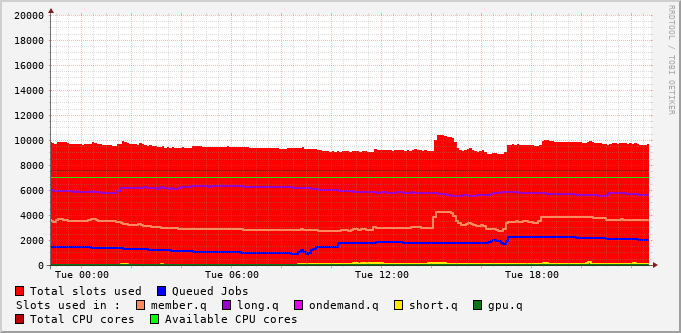 RRDTOOL / TOBI OETIKER
20000
18000
16000
14000
12000
10000
8000
6000
4000
2000
0
Tue 00:00 Tue 06:00 Tue 12:00 Tue 18:00
Total slots used Queued Jobs
Slots used in : member.q long.q ondemand.q short.q gpu.q
Total CPU cores Available CPU cores